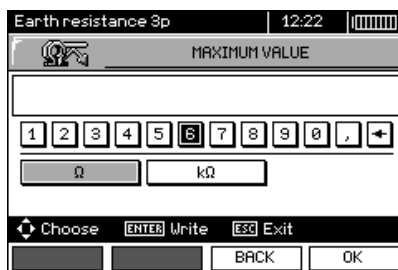 Earth resistance 3p 12:22
MAXIMUM VALUE
1 2 3 4 5 6 7 8 9 0 , ←
Ω kΩ
Choose ENTER Write ESC Exit
BACK OK